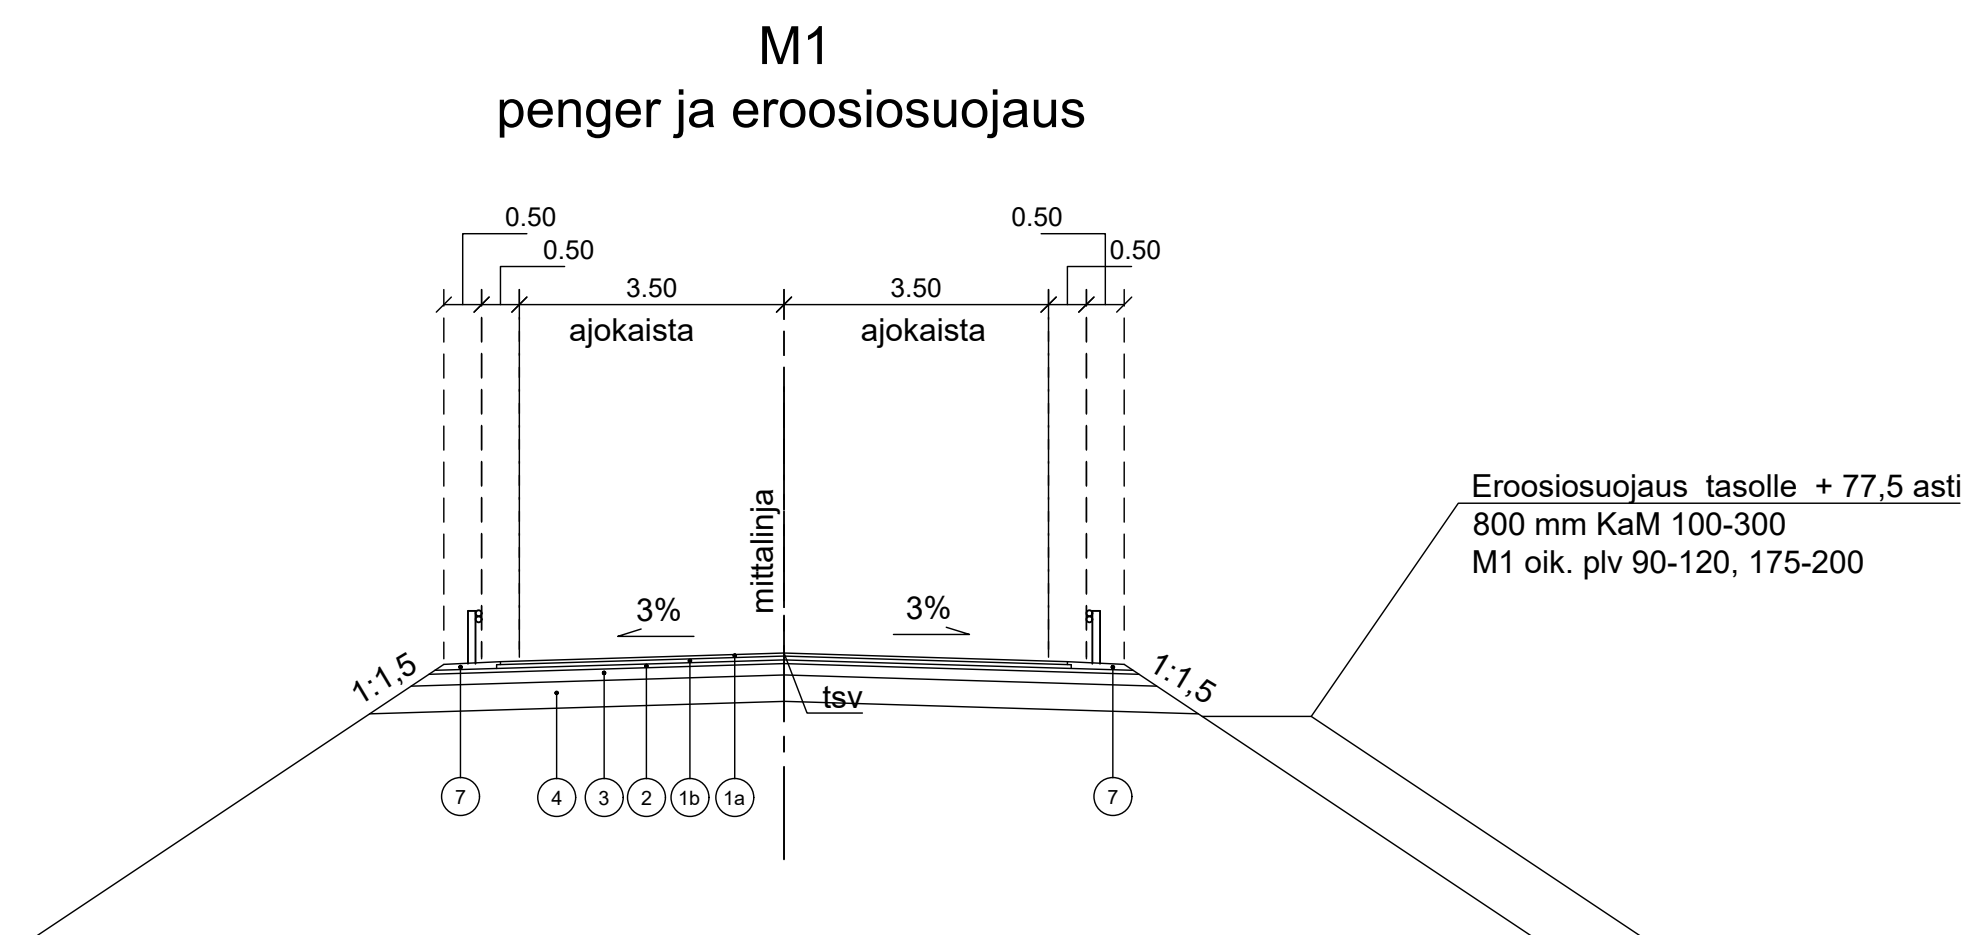 M1
penger ja eroosiosuojaus
0.50
0.50
0.50
0.50
3.50
3.50
ajokaista
ajokaista
mittalinja
Eroosiosuojaus tasolle + 77,5 asti
800 mm KaM 100-300
M1 oik. plv 90-120, 175-200
3%
3%
1:1,5
1:1,5
tsv
7
4
3
2
1b
1a
7